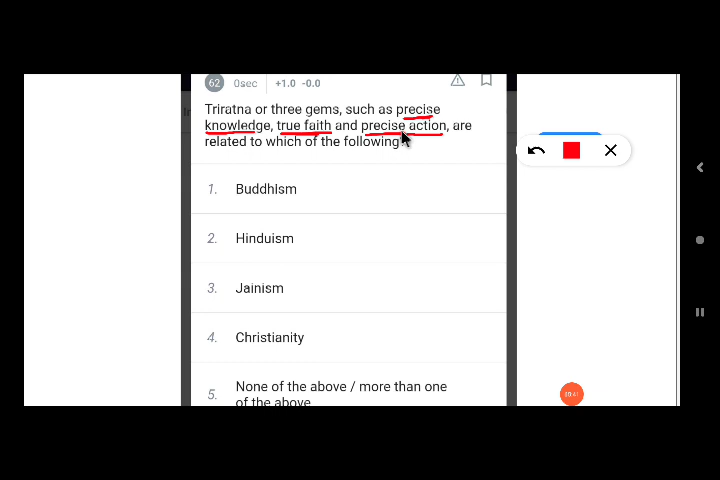 62 0sec +1.0 -0.0
Triratna or three gems, such as precise
knowledge, true faith and precise action, are
related to which of the following
1. Buddhism
2. Hinduism
3. Jainism
4. Christianity
5. None of the above / more than one
of the above